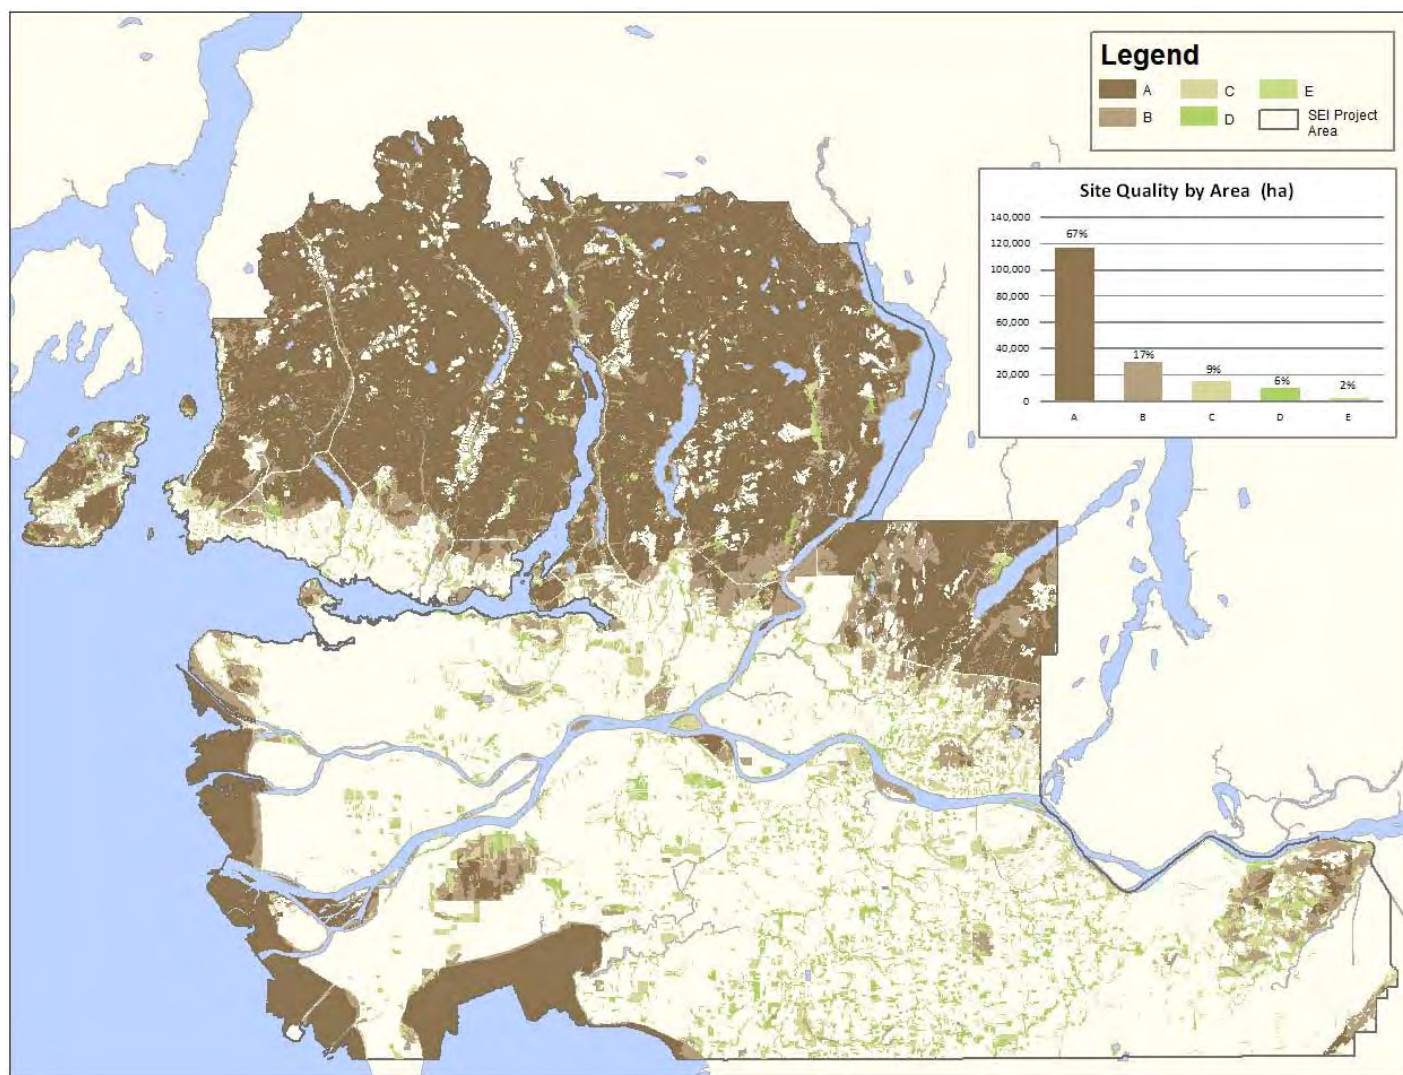 Legend
A C E
B D SEI Project
Area
Site Quality by Area (ha)
140,000
120,000
100,000
80,000
60,000
40,000
20,000
0
67%
17%
9%
6%
2%
A B C D E